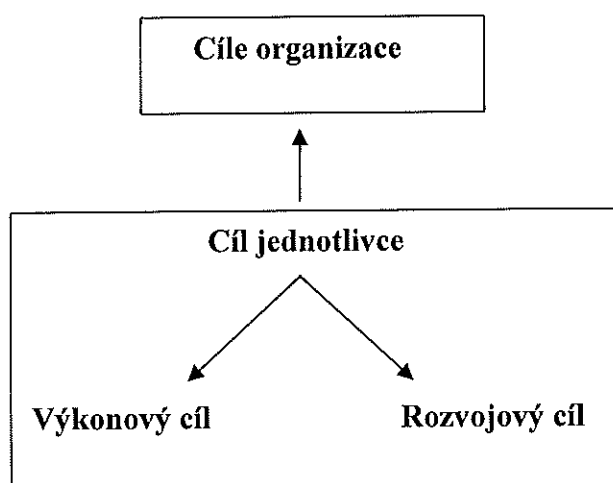 Cíle organizace
Cíl jednotlivce
Výkonový cíl
Rozvojový cíl